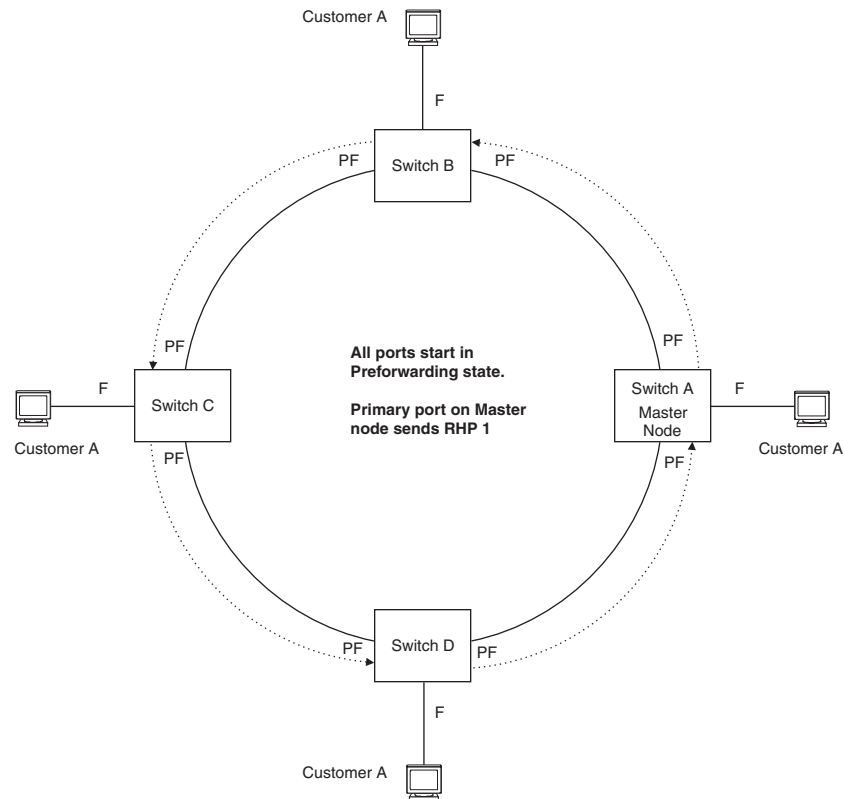 Customer A
F
PF
Switch B
PF
PF
All ports start in
Preforwarding state.
Primary port on Master
node sends RHP 1
PF
F
Switch C
Customer A
PF
Switch A
Master
Node
F
Customer A
PF
PF
Switch D
PF
F
Customer A